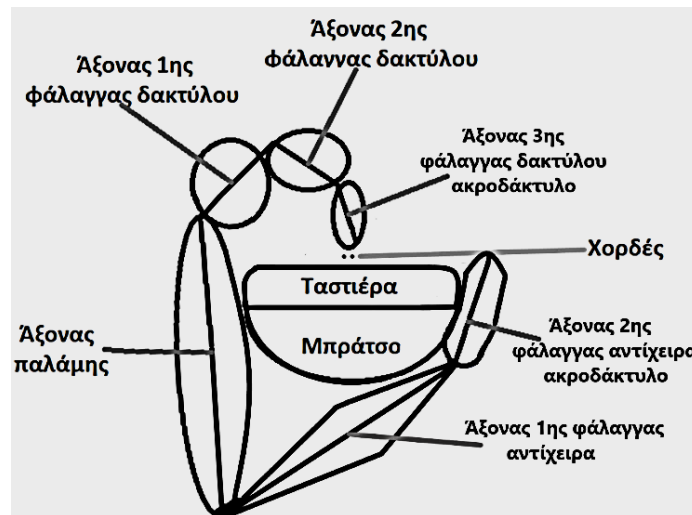 Άξονας 2ης
φάλαγγας δακτύλου
Άξονας 1ης
φάλαγγας δακτύλου
Άξονας 3ης
φάλαγγας δακτύλου
ακροδάκτυλο
Χορδές
Ταστιέρα
Μπράτσο
Άξονας
παλάμης
Άξονας 2ης
φάλαγγας αντίχειρα
ακροδάκτυλο
Άξονας 1ης φάλαγγας
αντίχειρα